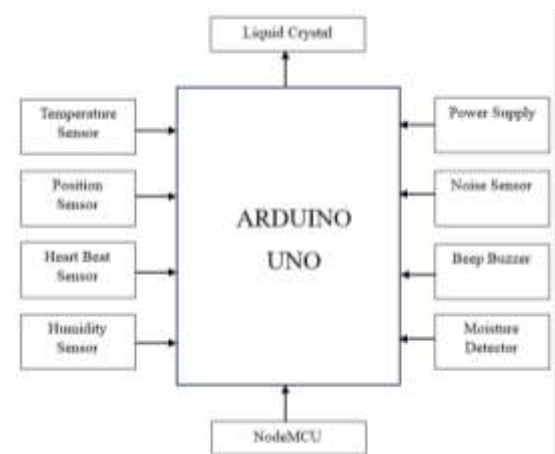 Liquid Crystal
Temperature
Sensor
Position
Sensor
Heart Beat
Sensor
Humidity
Sensor
ARDUINO
UNO
Power Supply
Noise Sensor
Beep Buzzer
Moisture
Detector
NodeMCU